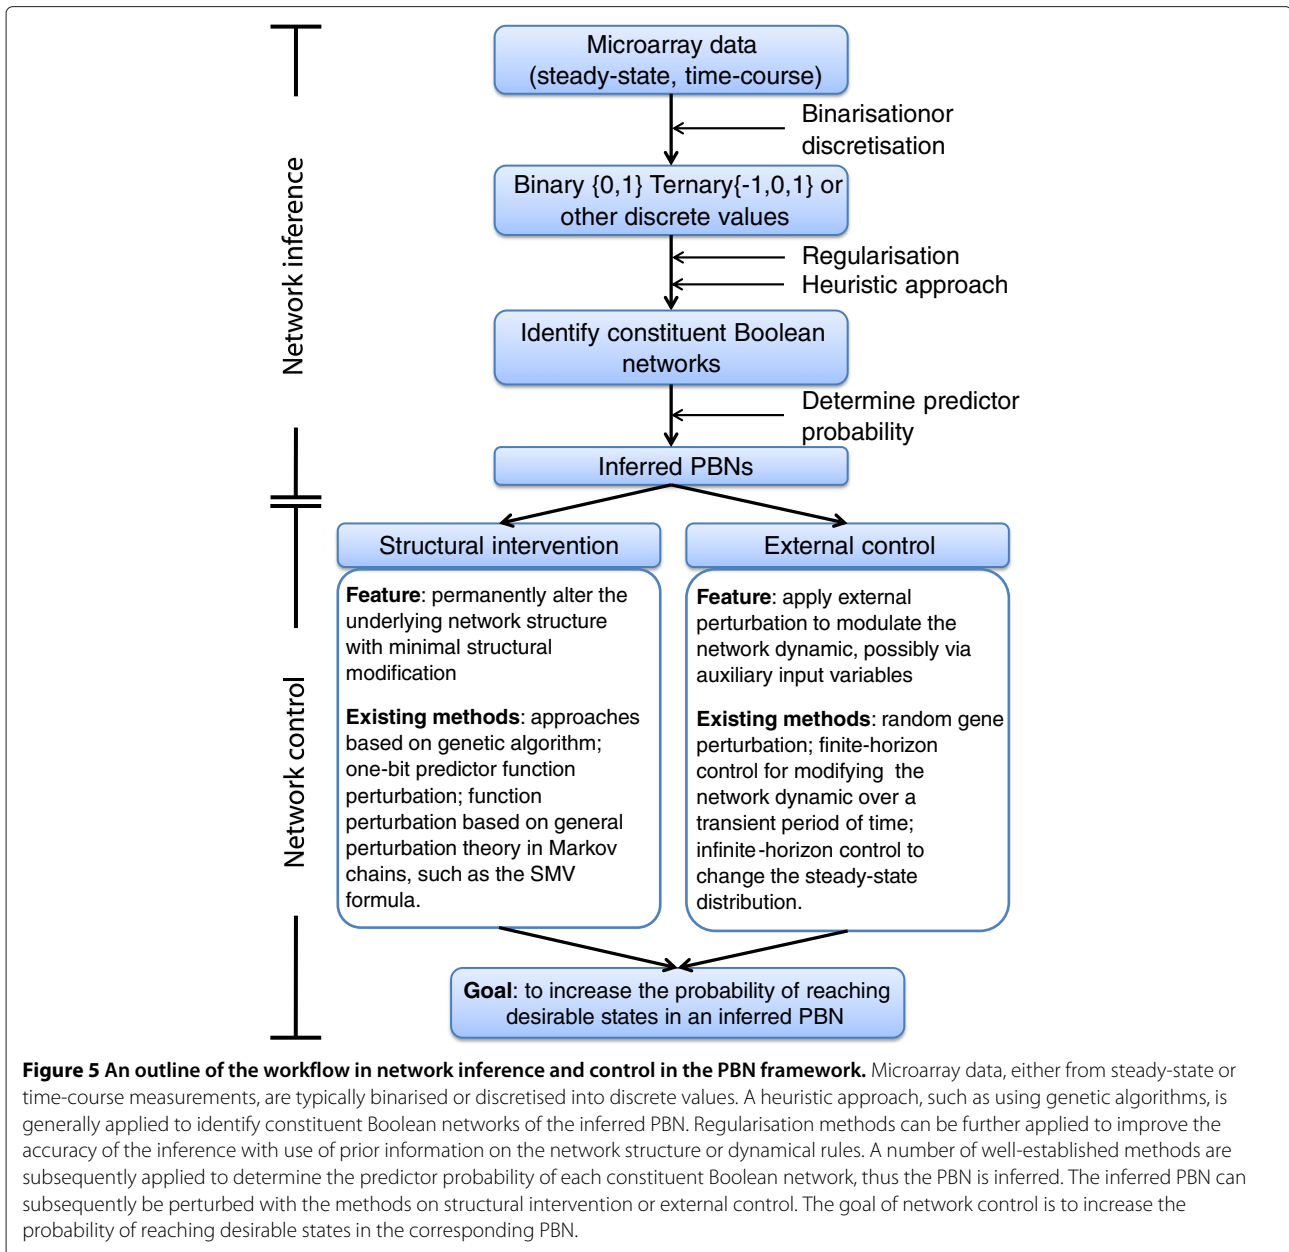 Microarray data
(steady-state, time-course)
Binarisationor
discretisation
Binary {0,1} Ternary{-1,0,1} or
other discrete values
Regularisation
Heuristic approach
Identify constituent Boolean
networks
Determine predictor
probability
Inferred PBNs
Network inference
Structural intervention
Feature: permanently alter the
underlying network structure
with minimal structural
modification
Existing methods: approaches
based on genetic algorithm;
one-bit predictor function
perturbation; function
perturbation based on general
perturbation theory in Markov
chains, such as the SMV
formula.
External control
Feature: apply external
perturbation to modulate the
network dynamic, possibly via
auxiliary input variables
Existing methods: random gene
perturbation; finite-horizon
control for modifying the
network dynamic over a
transient period of time;
infinite-horizon control to
change the steady-state
distribution.
Network control
Goal: to increase the probability of reaching
desirable states in an inferred PBN
Figure 5 An outline of the workflow in network inference and control in the PBN framework. Microarray data, either from steady-state or
time-course measurements, are typically binarised or discretised into discrete values. A heuristic approach, such as using genetic algorithms, is
generally applied to identify constituent Boolean networks of the inferred PBN. Regularisation methods can be further applied to improve the
accuracy of the inference with use of prior information on the network structure or dynamical rules. A number of well-established methods are
subsequently applied to determine the predictor probability of each constituent Boolean network, thus the PBN is inferred. The inferred PBN can
subsequently be perturbed with the methods on structural intervention or external control. The goal of network control is to increase the
probability of reaching desirable states in the corresponding PBN.